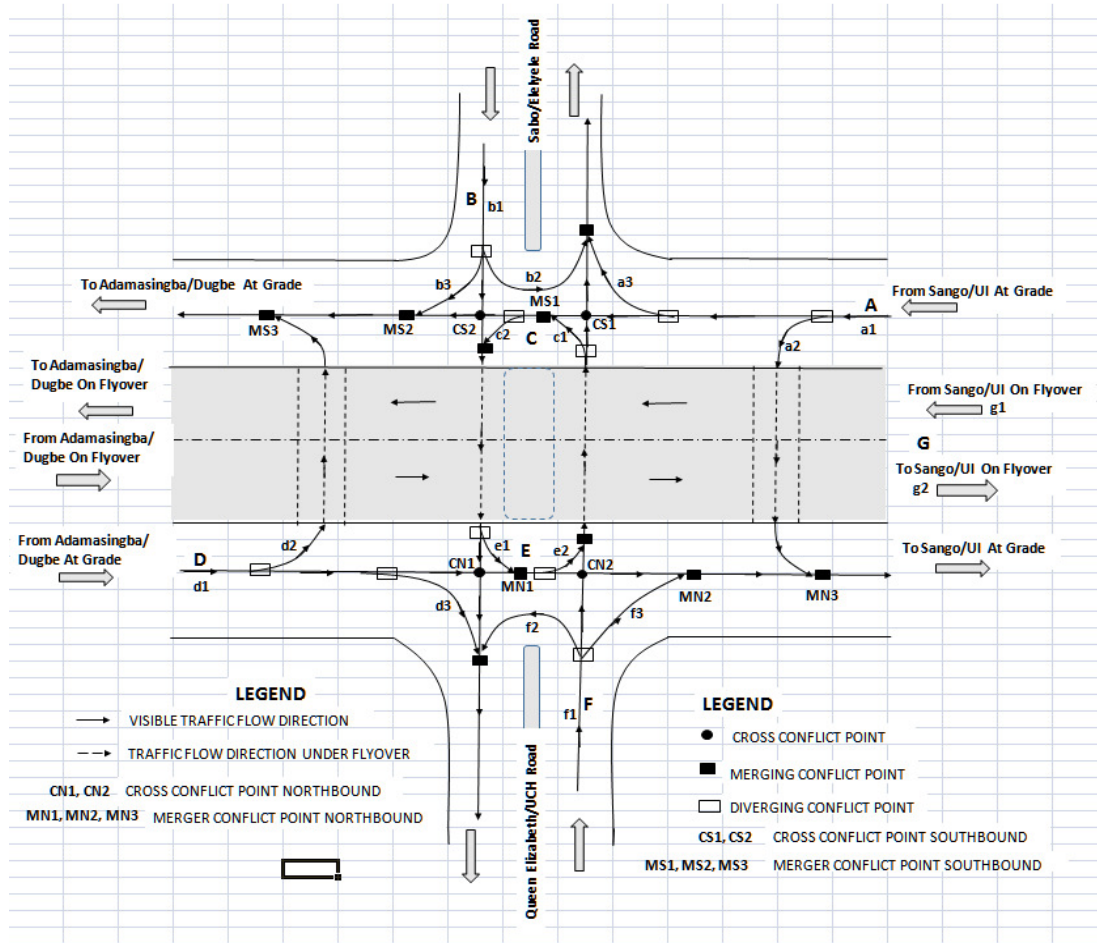 Sabo/Eleiyele Road
B
b1
b2
b3
a3
To Adamasingba/Dugbe At Grade
From Sango/UI At Grade
A
a1
MS3
MS2
CS2
MS1
CS1
c2
C
c1
a2
To Adamasingba/
Dugbe On Flyover
From Sango/UI On Flyover
g1
From Adamasingba/
Dugbe On Flyover
G
To Sango/UI On Flyover
g2
From Adamasingba/
Dugbe At Grade
D
d1
d2
e1
E
e2
To Sango/UI At Grade
CN1
MN1
CN2
MN2
MN3
d3
f2
f3
F
f1
Queen Elizabeth/UCH Road
LEGEND
VISIBLE TRAFFIC FLOW DIRECTION
TRAFFIC FLOW DIRECTION UNDER FLYOVER
CN1, CN2 CROSS CONFLICT POINT NORTHBOUND
MN1, MN2, MN3 MERGER CONFLICT POINT NORTHBOUND
LEGEND
CROSS CONFLICT POINT
MERGING CONFLICT POINT
DIVERGING CONFLICT POINT
CS1, CS2 CROSS CONFLICT POINT SOUTHBOUND
MS1, MS2, MS3 MERGER CONFLICT POINT SOUTHBOUND